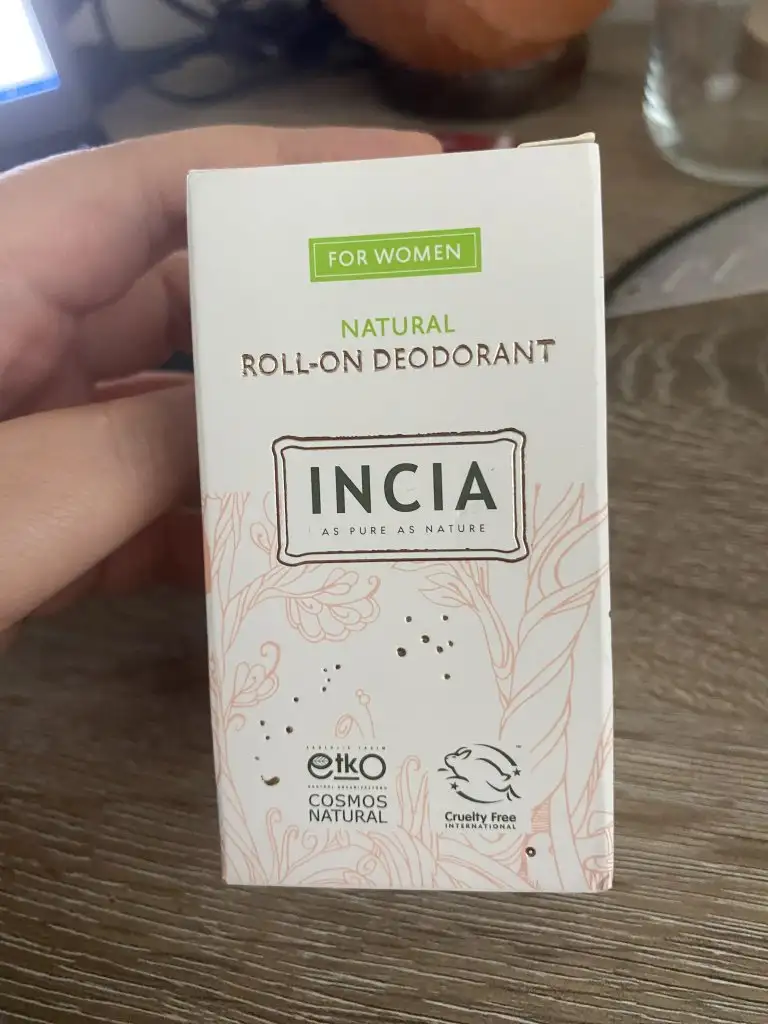 FOR WOMEN
NATURAL
ROLL-ON DEODORANT
INCIA
AS PURE AS NATURE
etko
COSMOS
NATURAL
Cruelty Free
INTERNATIONAL